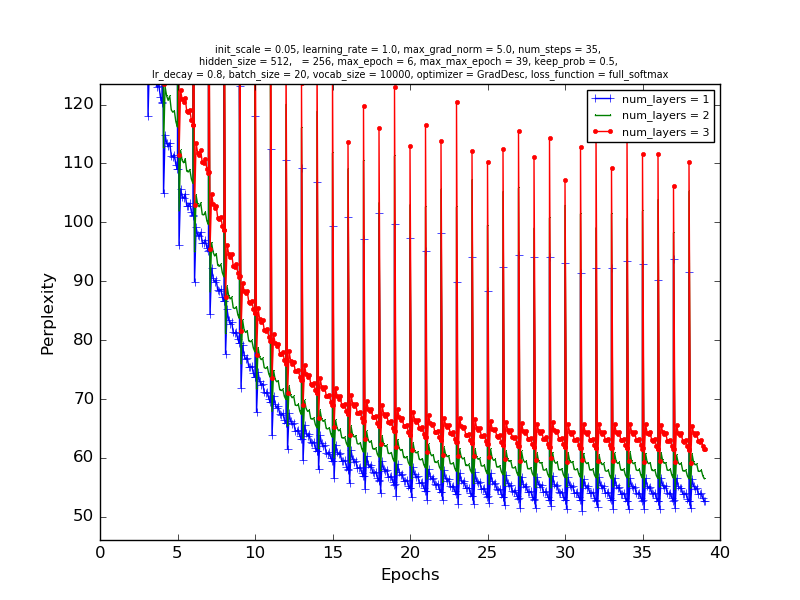 init_scale = 0.05, learning_rate = 1.0, max_grad_norm = 5.0, num_steps = 35,
hidden_size = 512,   = 256, max_epoch = 6, max_max_epoch = 39, keep_prob = 0.5,
lr_decay = 0.8, batch_size = 20, vocab_size = 10000, optimizer = GradDesc, loss_function = full_softmax
num_layers = 1
num_layers = 2
num_layers = 3
120
110
100
90
80
70
60
50
Perplexity
0 5 10 15 20 25 30 35 40
Epochs